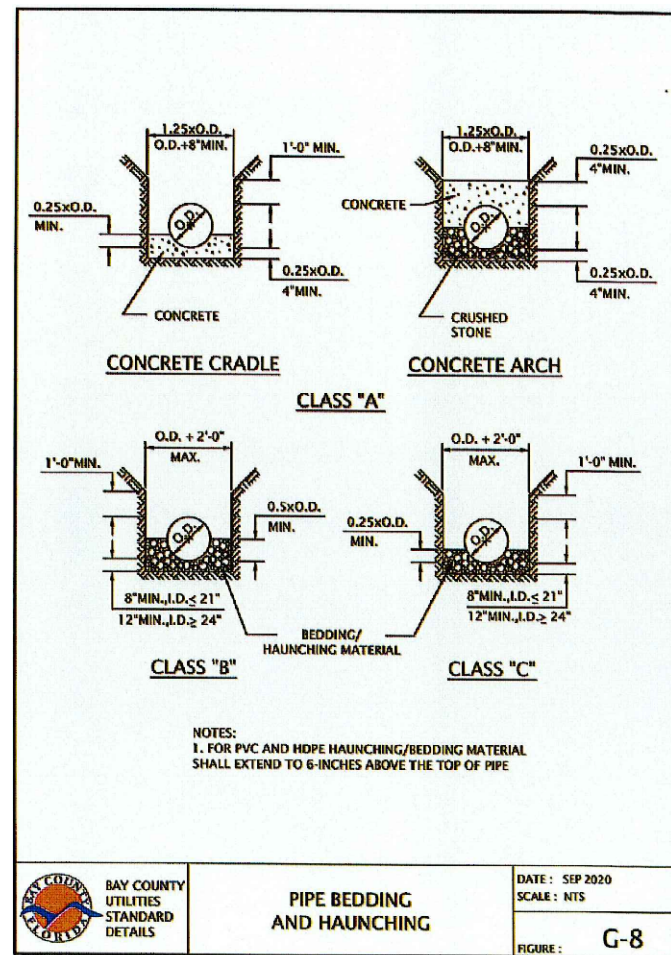 1.25xO.D.
O.D.+8"MIN.
1'-0" MIN.
0.25xO.D.
MIN.
O.D.
0.25xO.D.
4"MIN.
CONCRETE
CONCRETE CRADLE
1.25xO.D.
O.D.+8"MIN.
0.25xO.D.
4"MIN.
CONCRETE
O.D.
0.25xO.D.
4"MIN.
CRUSHED
STONE
CONCRETE ARCH
CLASS "A"
O.D. + 2'-0"
MAX.
1'-0"MIN.
O.D.
0.5xO.D.
MIN.
8"MIN.,I.D.≤ 21"
12"MIN.,I.D.≥ 24"
CLASS "B"
O.D. + 2'-0"
MAX.
1'-0" MIN.
0.25xO.D.
MIN.
O.D.
8"MIN.,I.D.≤ 21"
12"MIN.,I.D.≥ 24"
BEDDING/
HAUNCHING MATERIAL
CLASS "C"
NOTES:
1. FOR PVC AND HDPE HAUNCHING/BEDDING MATERIAL
SHALL EXTEND TO 6-INCHES ABOVE THE TOP OF PIPE
BAY COUNTY
FLORIDA
BAY COUNTY
UTILITIES
STANDARD
DETAILS
PIPE BEDDING
AND HAUNCHING
DATE : SEP 2020
SCALE : NTS
FIGURE : G-8